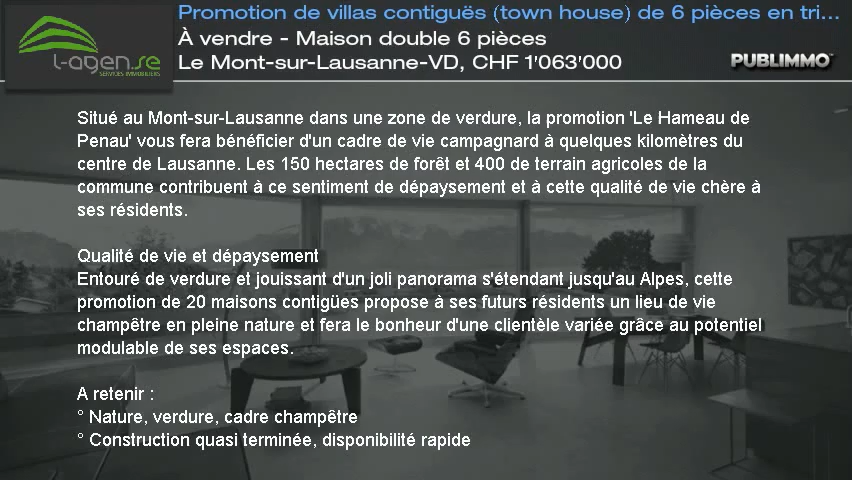 Promotion de villas contiguës (town house) de 6 pièces en tri...
À vendre - Maison double 6 pièces
Le Mont-sur-Lausanne-VD, CHF 1'063'000
l-agen.se
SERVICES IMMOBILIERS
PUBLIMMO
Situé au Mont-sur-Lausanne dans une zone de verdure, la promotion 'Le Hameau de
Penau' vous fera bénéficier d'un cadre de vie campagnard à quelques kilomètres du
centre de Lausanne. Les 150 hectares de forêt et 400 de terrain agricoles de la
commune contribuent à ce sentiment de dépaysement et à cette qualité de vie chère à
ses résidents.
Qualité de vie et dépaysement
Entouré de verdure et jouissant d'un joli panorama s'étendant jusqu'au Alpes, cette
promotion de 20 maisons contigües propose à ses futurs résidents un lieu de vie
champêtre en pleine nature et fera le bonheur d'une clientèle variée grâce au potentiel
modulable de ses espaces.
A retenir :
° Nature, verdure, cadre champêtre
° Construction quasi terminée, disponibilité rapide